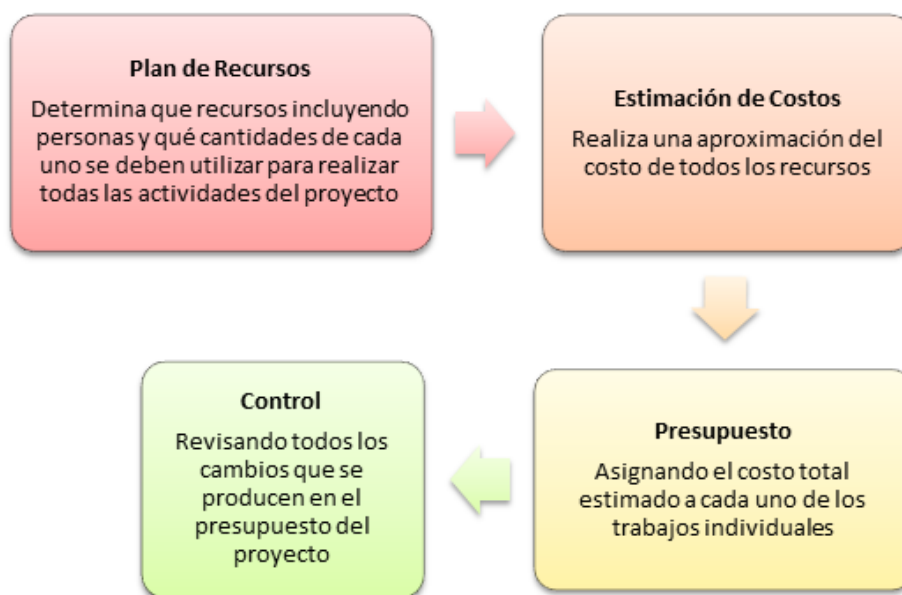 Plan de Recursos
Determina que recursos incluyendo
personas y qué cantidades de cada
uno se deben utilizar para realizar
todas las actividades del proyecto
Estimación de Costos
Realiza una aproximación del
costo de todos los recursos
Presupuesto
Asignando el costo total
estimado a cada uno de los
trabajos individuales
Control
Revisando todos los
cambios que se
producen en el
presupuesto del
proyecto